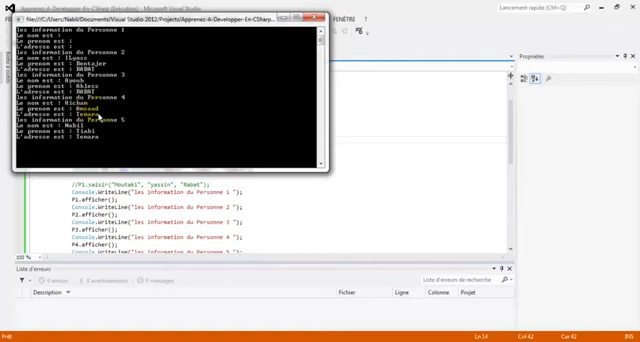 Apprenez-A-Developper-En-CSharp (Exécution) - Microsoft Visual Studio
Lancement rapide (Ctrl+Q)
file:///C:/Users/Nabil/Documents/Visual Studio 2012/Projects/Apprenez-A-Developper-En-CSharp...
FENÊTRE ?
les information du Personne 1
Le nom est :
Le prenom est :
L'adresse est :
les information du Personne 2
Le nom est : ILyass
Le prenom est : Bentajer
L'adresse est : RABAT
les information du Personne 3
Le nom est : Ayoub
Le prenom est : Akless
L'adresse est : RABAT
les information du Personne 4
Le nom est : Hicham
Le prenom est : Amsaad
L'adresse est : Temara
les information du Personne 5
Le nom est : Nabil
Le prenom est : Tiabi
L'adresse est : Temara
Propriétés
//P1.saisir("Moutaki", "yassin", "Rabat");
Console.WriteLine("les information du Personne 1 ");
P1.afficher();
Console.WriteLine("les information du Personne 2 ");
P2.afficher();
Console.WriteLine("les information du Personne 3 ");
P3.afficher();
Console.WriteLine("les information du Personne 4 ");
P4.afficher();
Console.WriteLine("les information du Personne 5 ");
100 %
Liste d'erreurs
0 erreurs
0 avertissements
0 messages
Rechercher (liste d'erreurs)
Description
Fichier
Ligne
Colonne
Projet
Prêt
Ln 14
Col 42
Car 42
INS